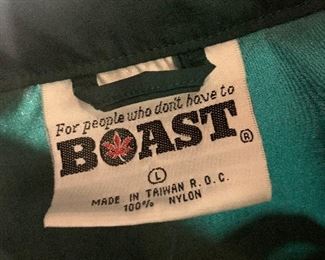 For people who don't have to
BOAST®
L
MADE IN TAIWAN R.O.C.
100% NYLON